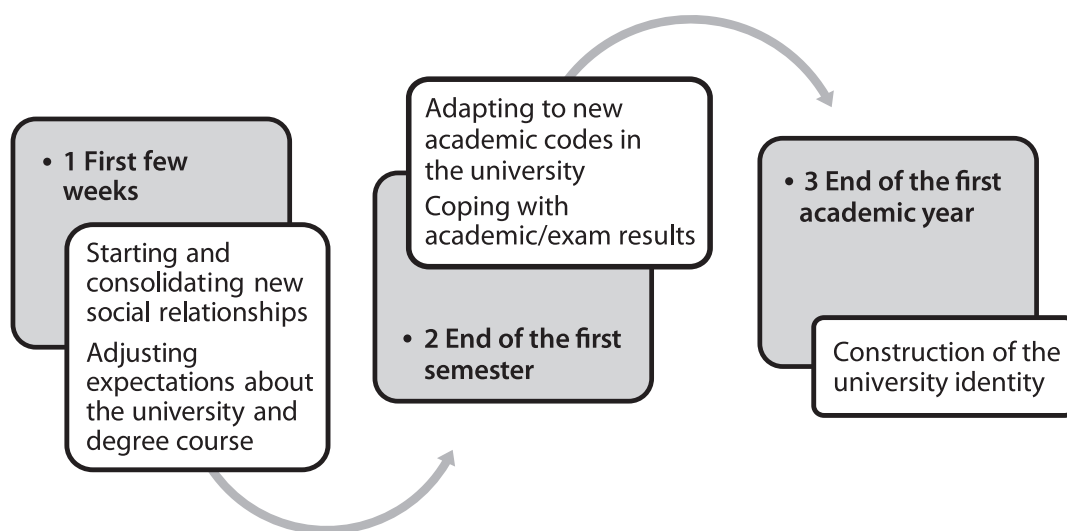 • 1 First few
weeks
Starting and
consolidating new
social relationships
Adjusting
expectations about
the university and
degree course
Adapting to new
academic codes in
the university
Coping with
academic/exam results
• 2 End of the first
semester
• 3 End of the first
academic year
Construction of the
university identity